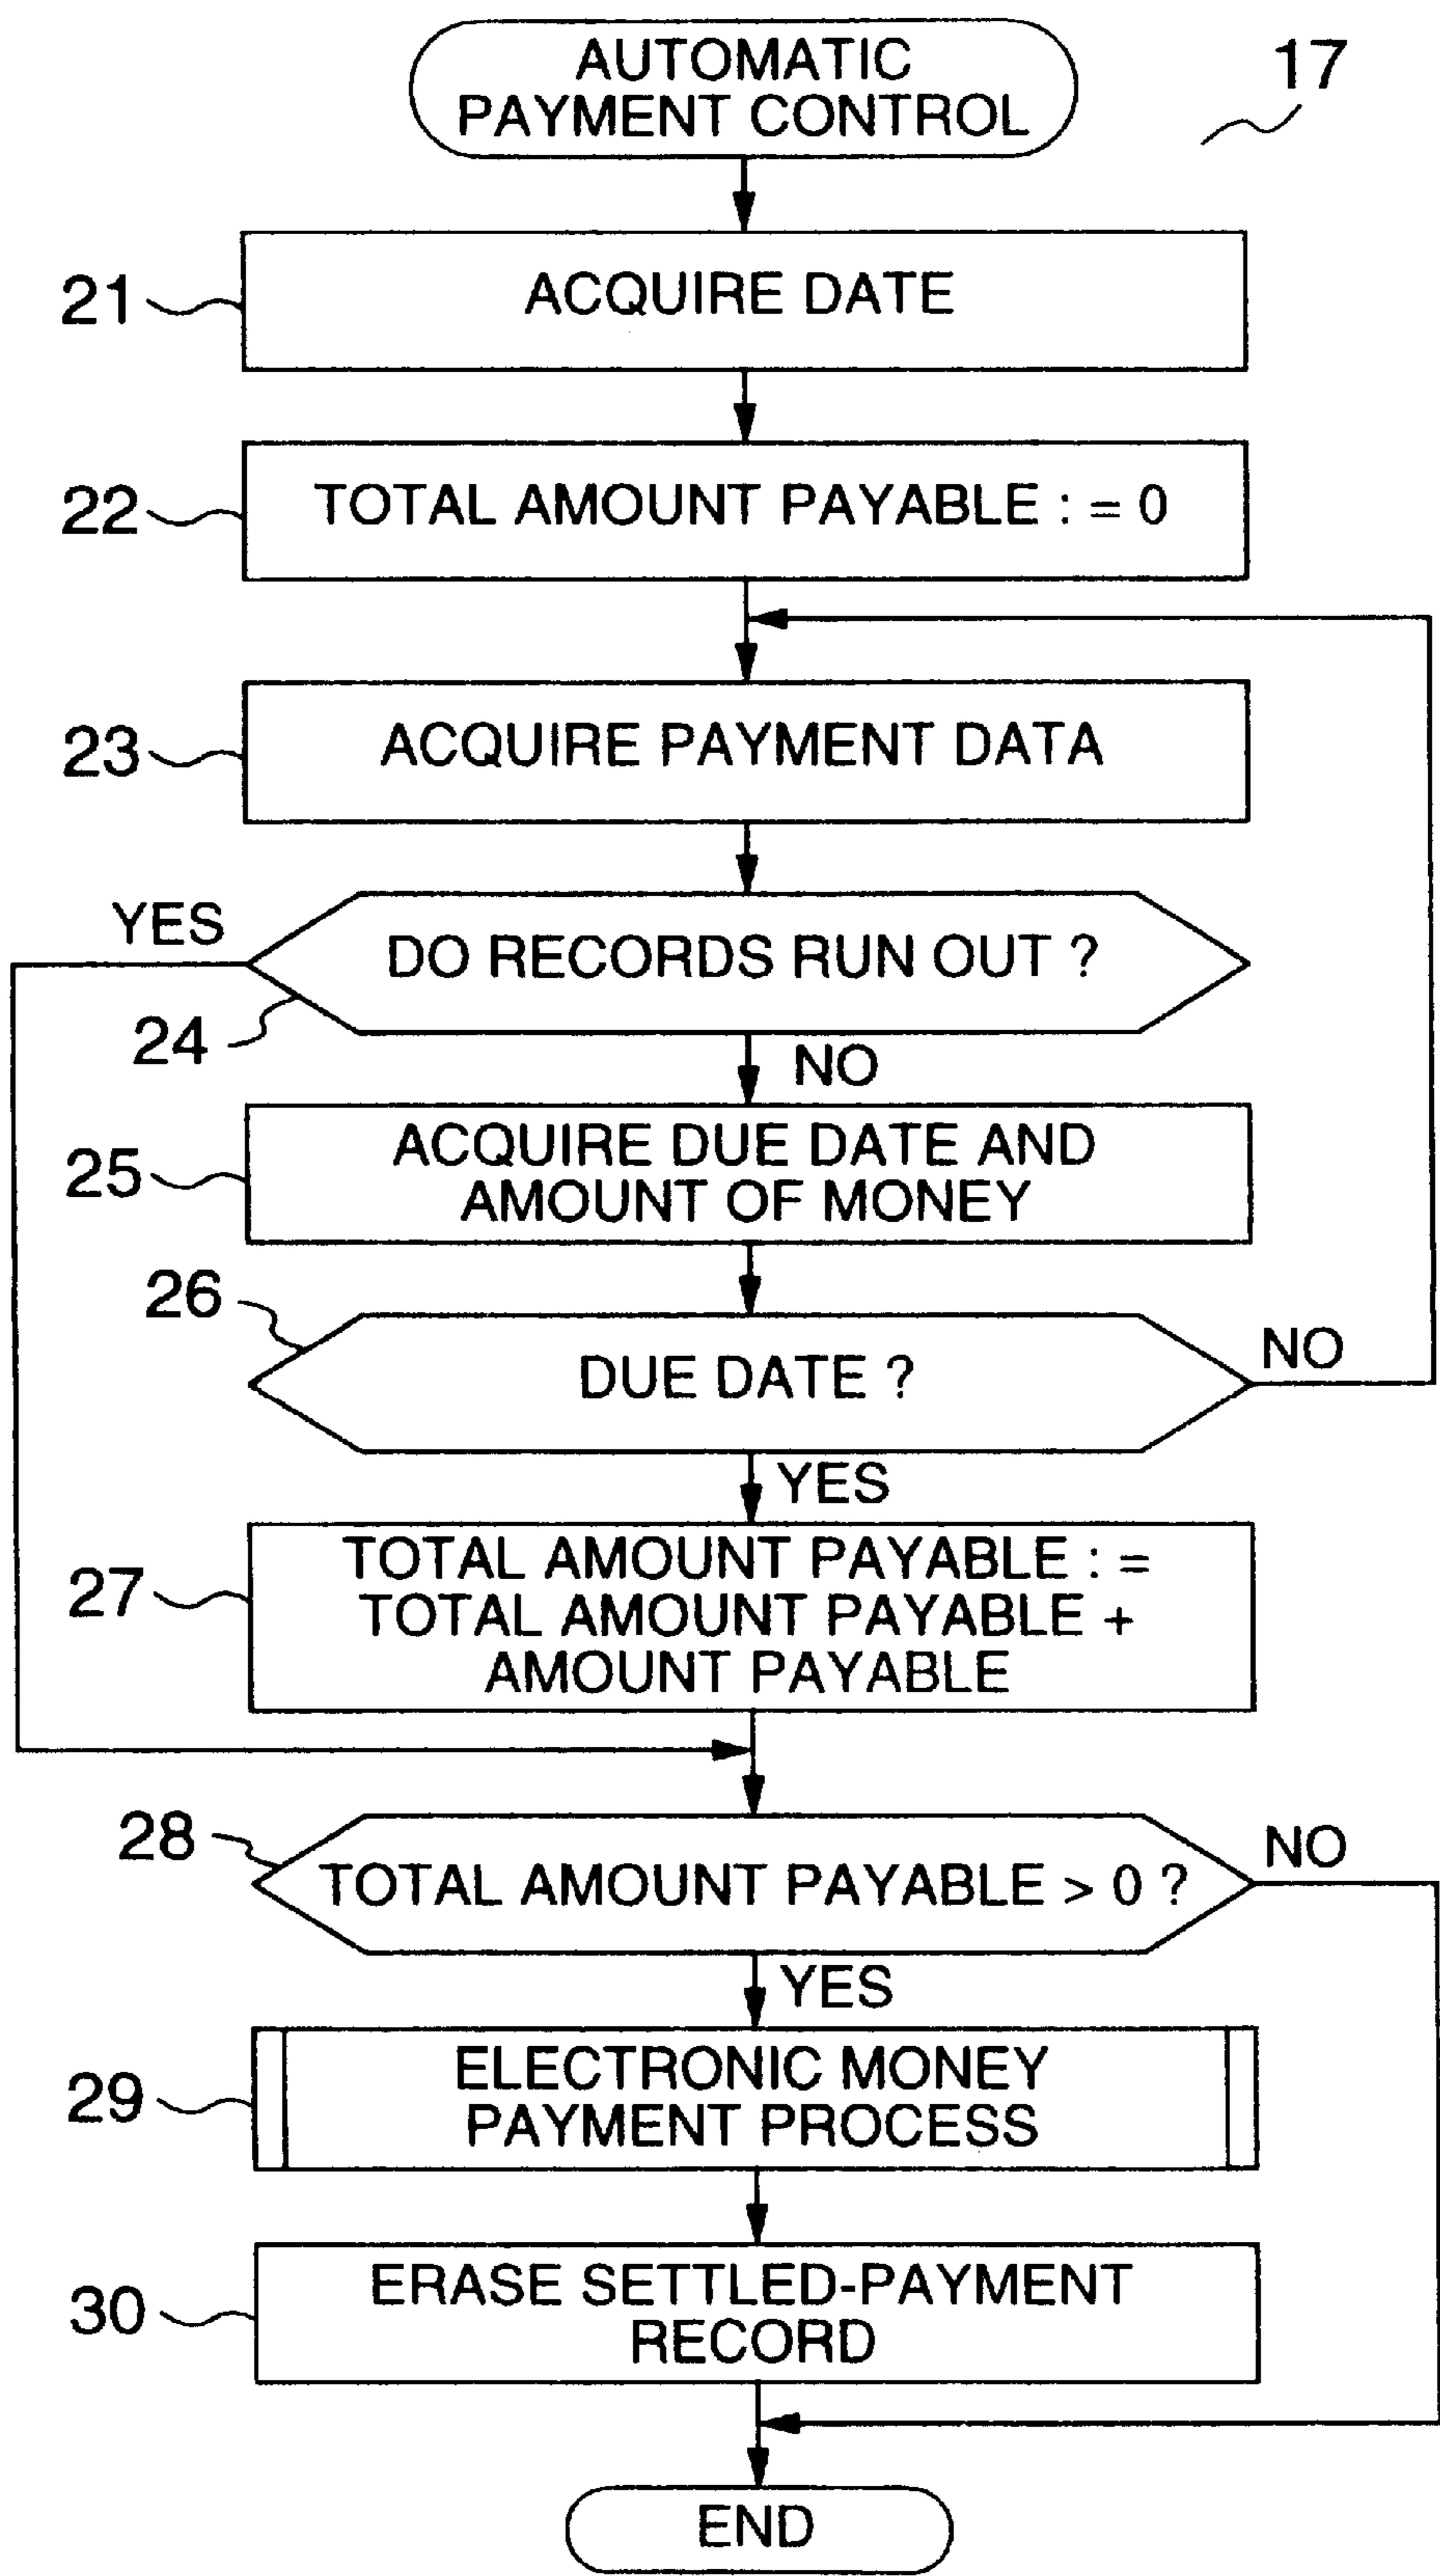 AUTOMATIC
PAYMENT CONTROL
17
21
ACQUIRE DATE
22
TOTAL AMOUNT PAYABLE : = 0
23
ACQUIRE PAYMENT DATA
YES
DO RECORDS RUN OUT ?
24
NO
25
ACQUIRE DUE DATE AND
AMOUNT OF MONEY
26
DUE DATE ?
NO
YES
27
TOTAL AMOUNT PAYABLE : =
TOTAL AMOUNT PAYABLE +
AMOUNT PAYABLE
28
TOTAL AMOUNT PAYABLE > 0 ?
NO
YES
29
ELECTRONIC MONEY
PAYMENT PROCESS
30
ERASE SETTLED-PAYMENT
RECORD
END